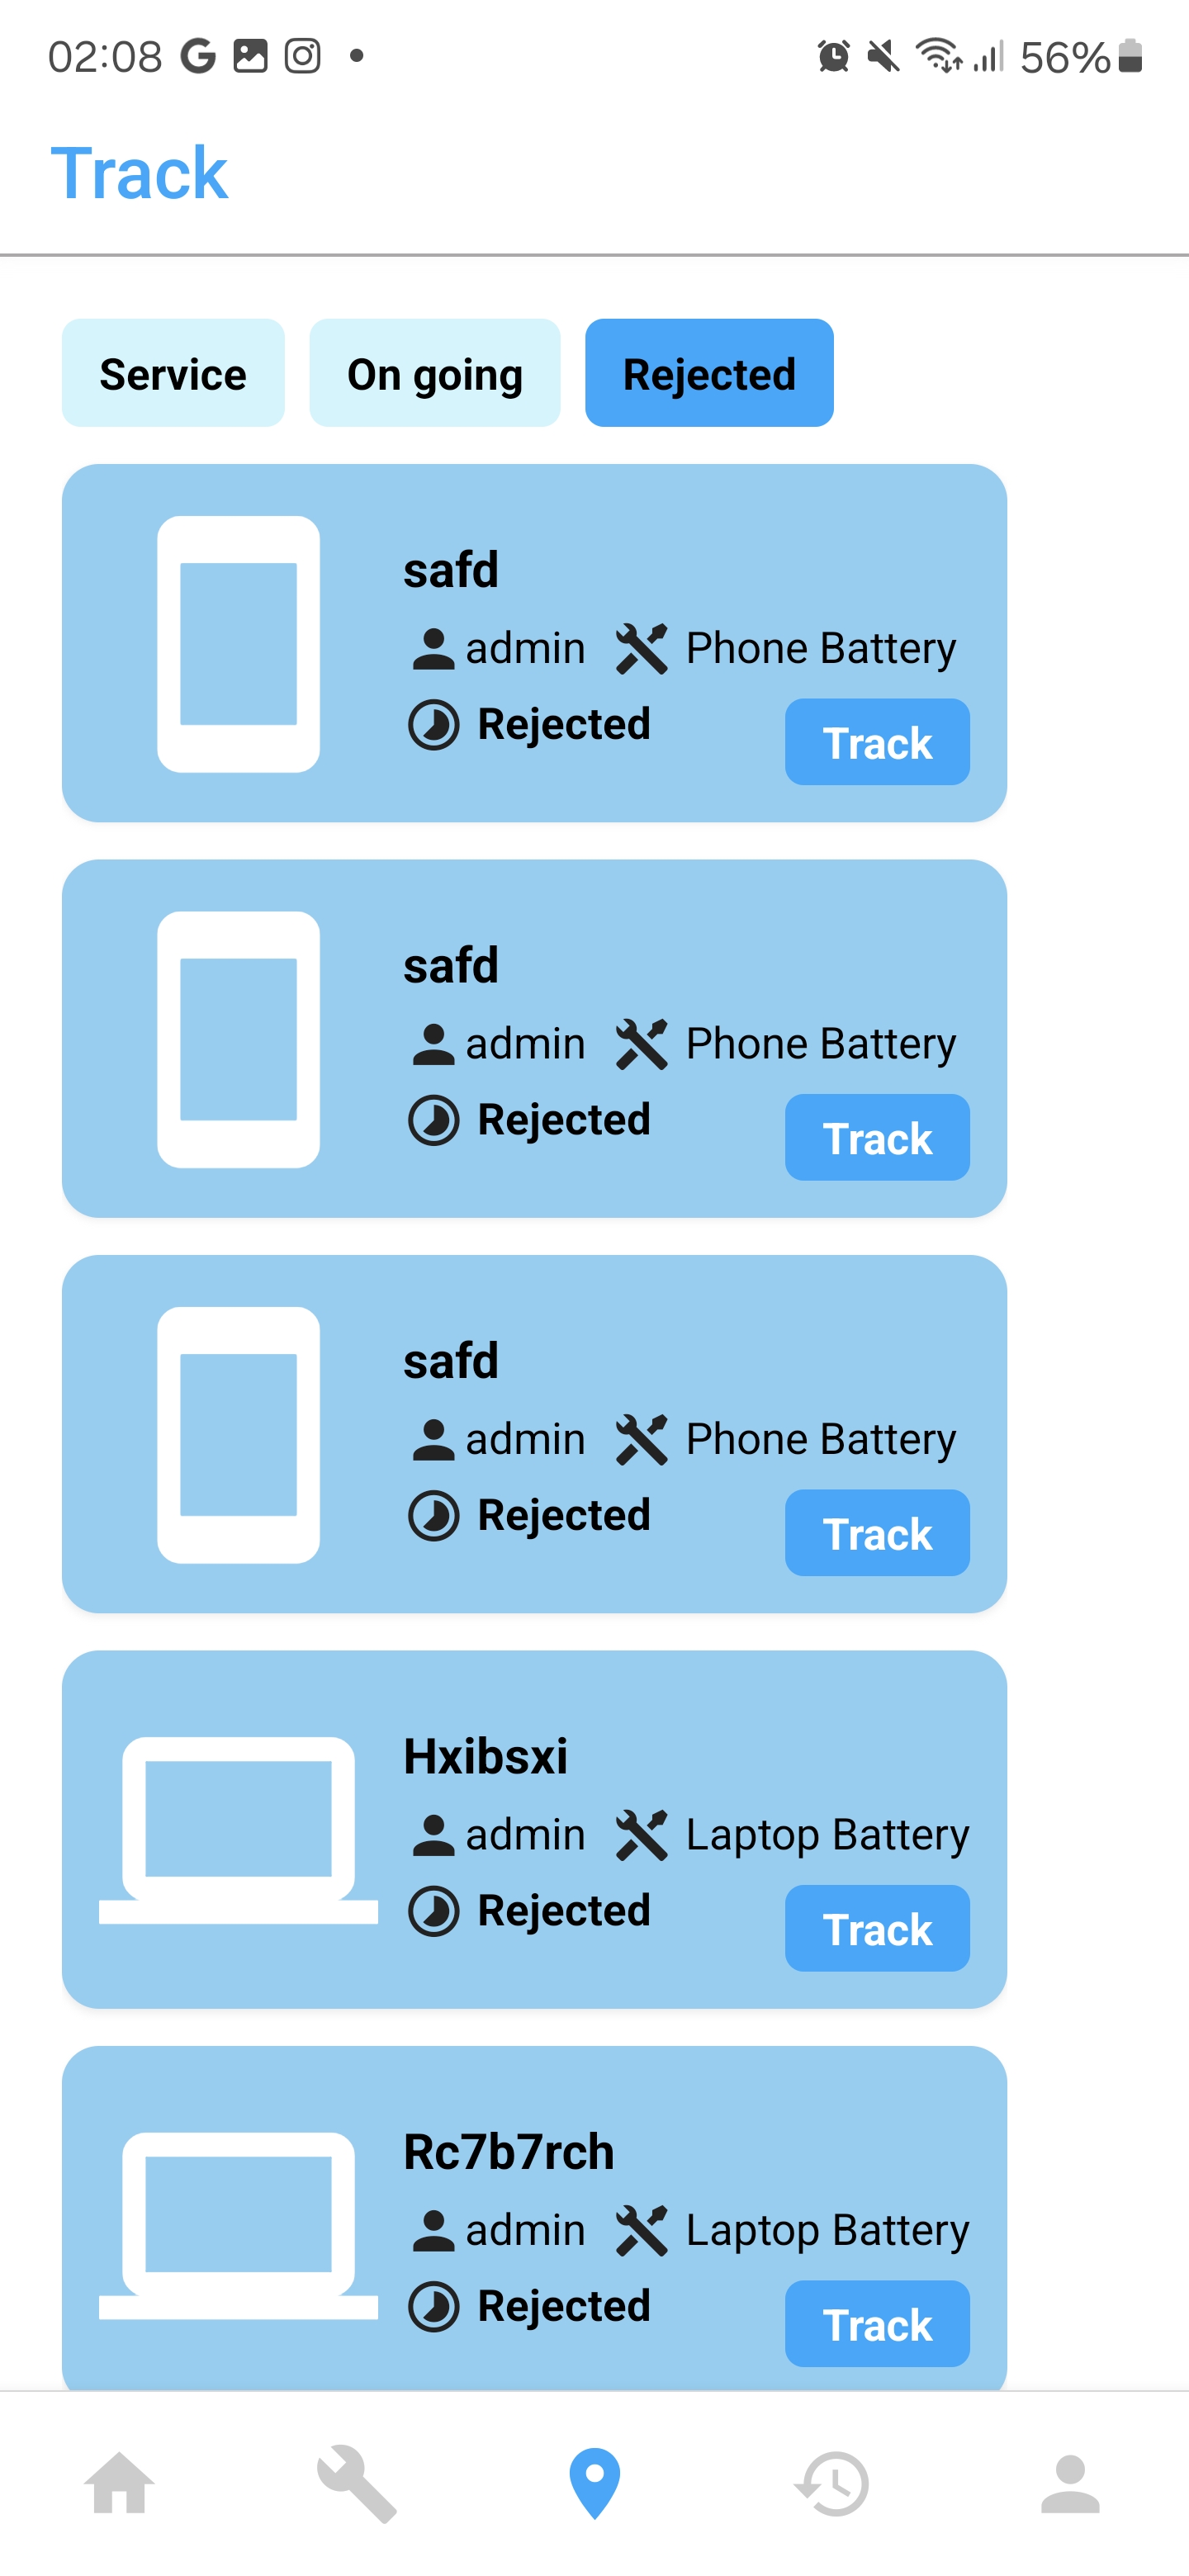 02:08 56%
Track
Service On going Rejected
safd
admin Phone Battery
Rejected Track
safd
admin Phone Battery
Rejected Track
safd
admin Phone Battery
Rejected Track
Hxibsxi
admin Laptop Battery
Rejected Track
Rc7b7rch
admin Laptop Battery
Rejected Track